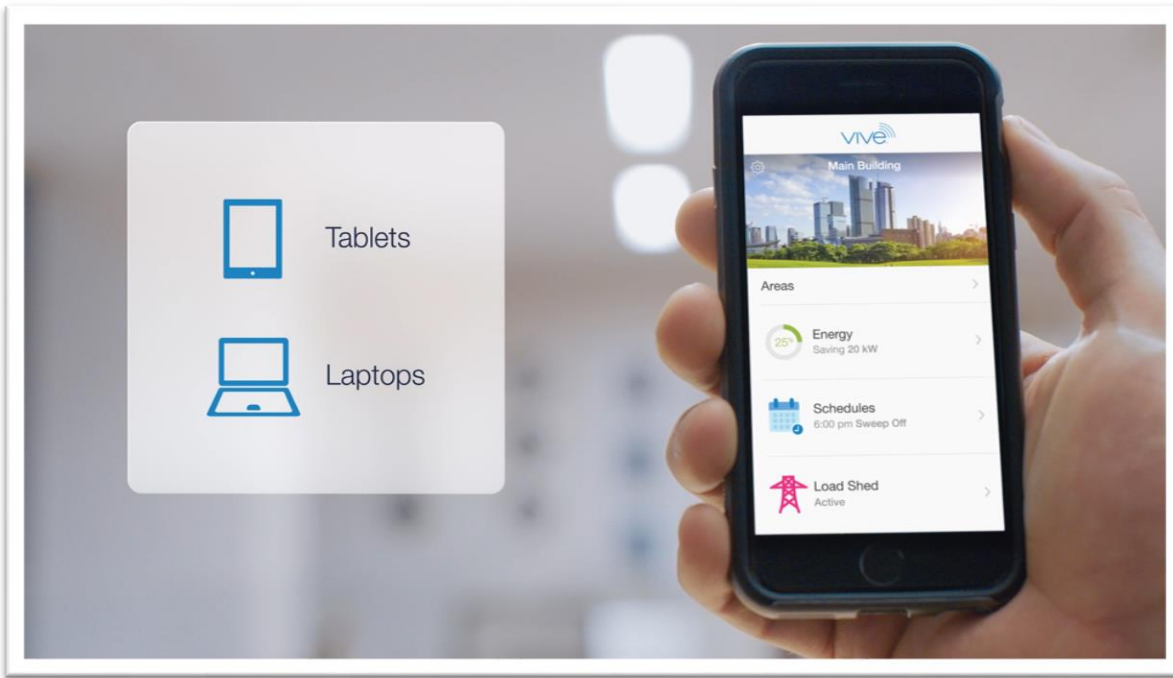 Tablets
Laptops
vive
Main Building
Areas
25%
Energy
Saving 20 kW
Schedules
6:00 pm Sweep Off
Load Shed
Active